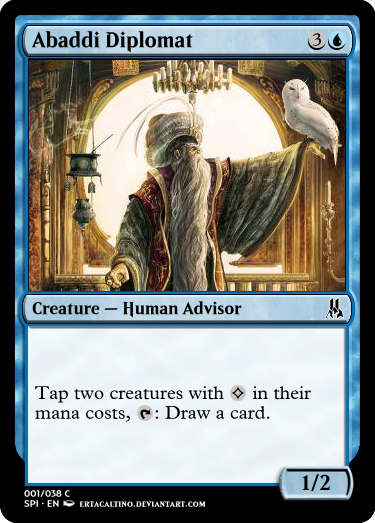 Abaddi Diplomat 3
Creature — Human Advisor
Tap two creatures with in their
mana costs, : Draw a card.
1/2
001/038 C
SPI · EN ERTACALTINO.DEVIANTART.COM